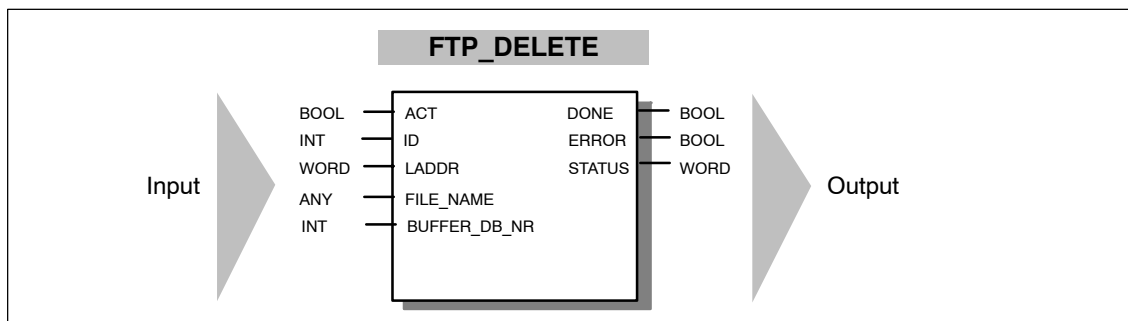 FTP_DELETE
BOOL ACT DONE BOOL
INT ID ERROR BOOL
WORD LADDR STATUS WORD
Input ANY FILE_NAME Output
INT BUFFER_DB_NR